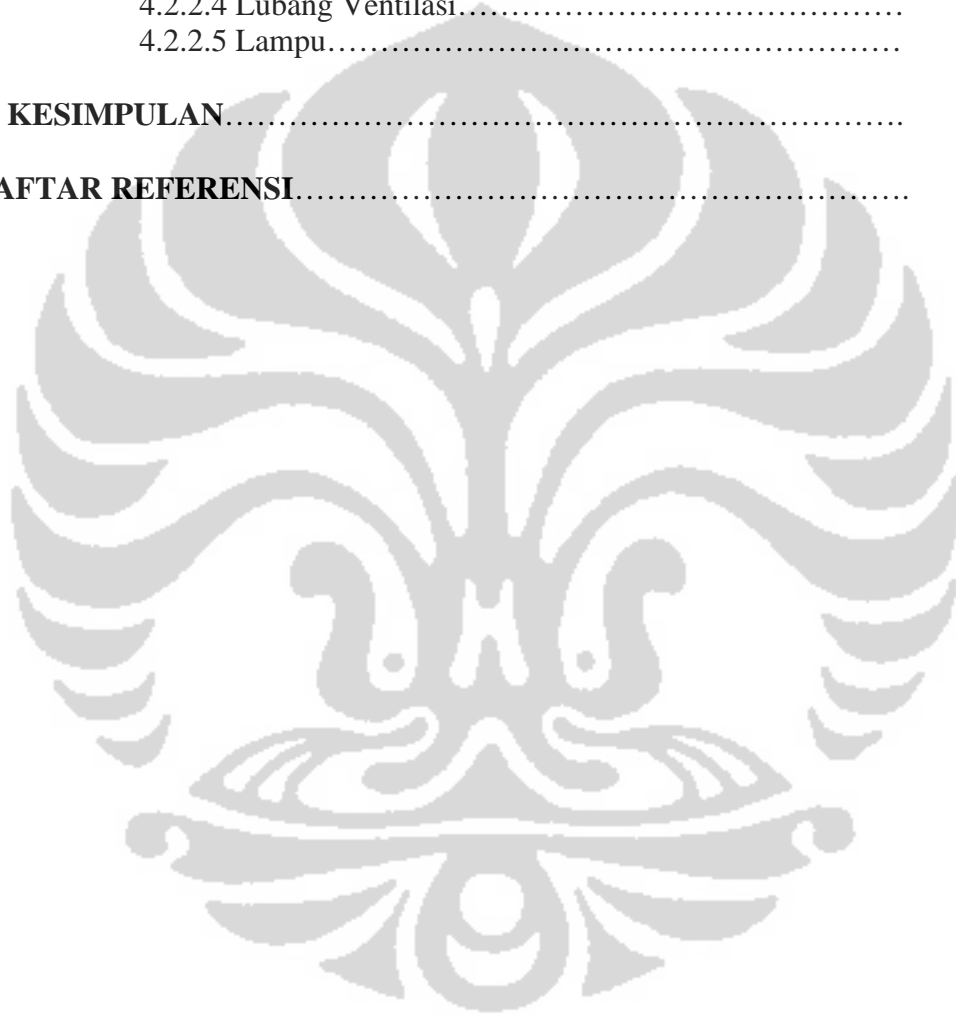 4.2.2.4 Lubang Ventilasi……………………………………………
4.2.2.5 Lampu…………………………………………………………
KESIMPULAN……………………………………………………………….
AFTAR REFERENSI……………………………………………………….